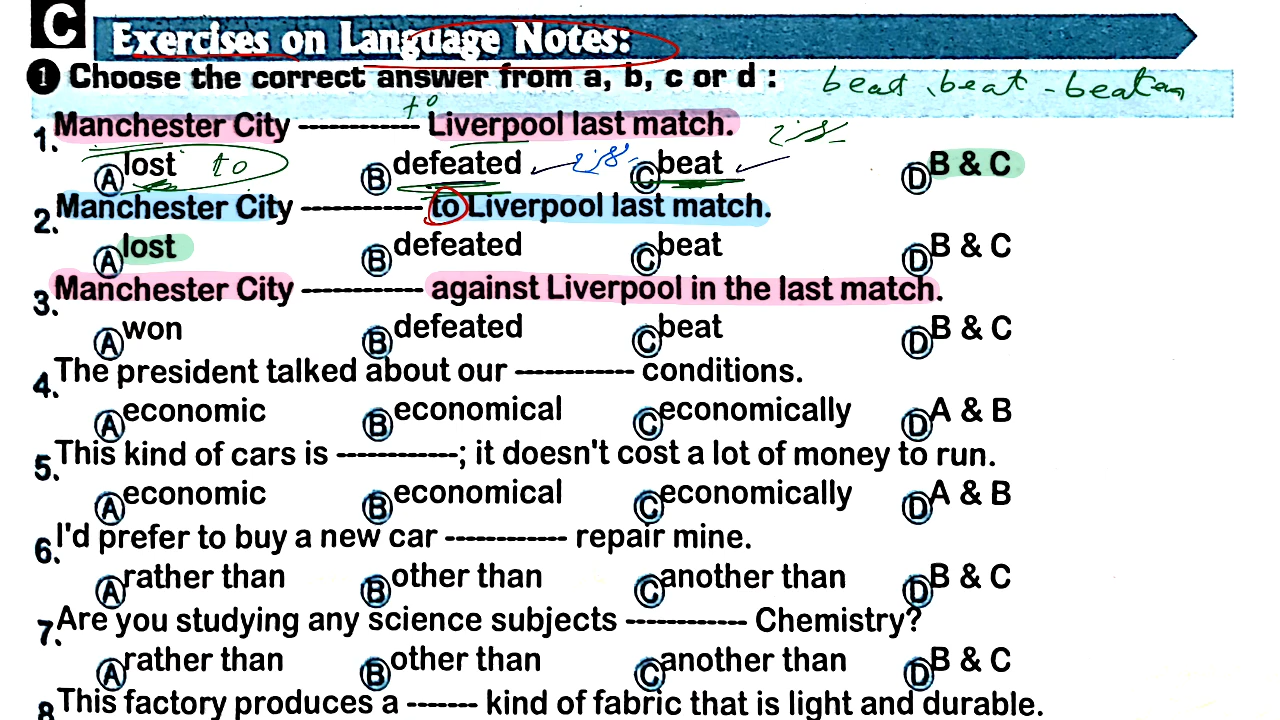 C Exercises on Language Notes:
1 Choose the correct answer from a, b, c or d : beat . beat - beaten
to
1. Manchester City ------------ Liverpool last match.
A lost to B defeated C beat D B & C
2. Manchester City ------------ to Liverpool last match.
A lost B defeated C beat D B & C
3. Manchester City ------------ against Liverpool in the last match.
A won B defeated C beat D B & C
4. The president talked about our ------------ conditions.
A economic B economical C economically D A & B
5. This kind of cars is ------------; it doesn't cost a lot of money to run.
A economic B economical C economically D A & B
6. I'd prefer to buy a new car ------------ repair mine.
A rather than B other than C another than D B & C
7. Are you studying any science subjects ------------ Chemistry?
A rather than B other than C another than D B & C
8 This factory produces a ------- kind of fabric that is light and durable.